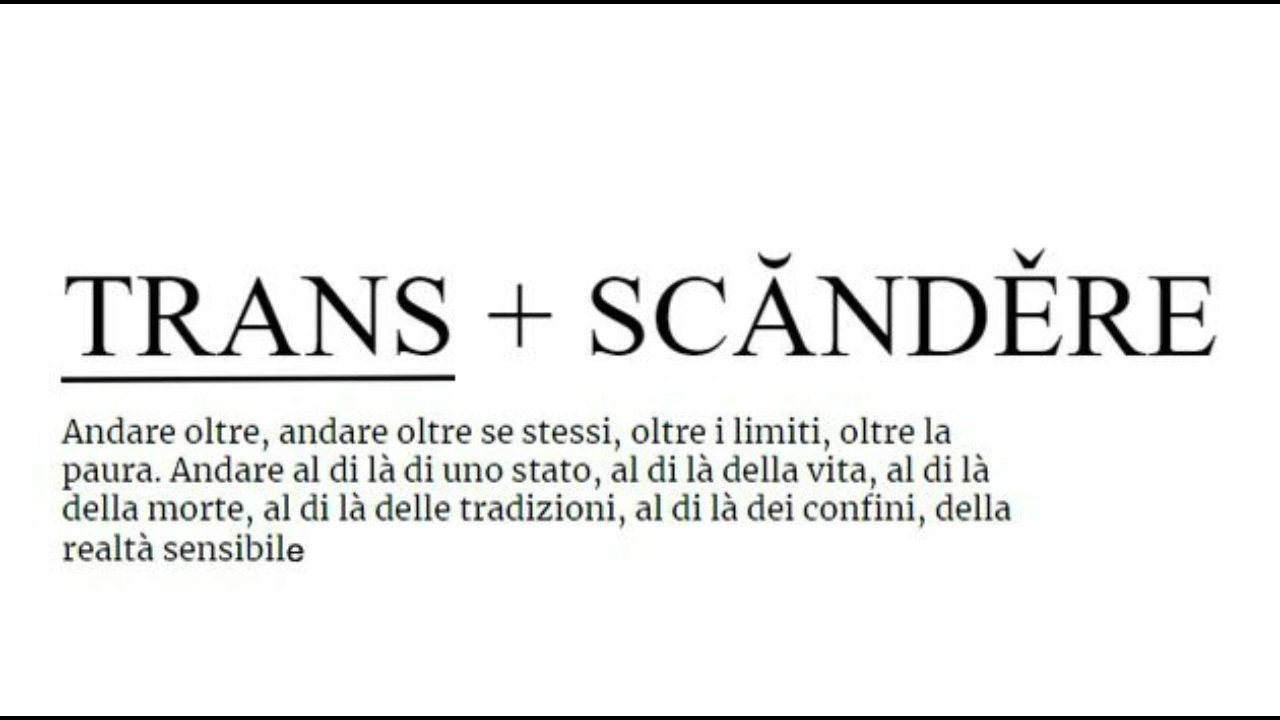 TRANS + SCĂNDĚRE
Andare oltre, andare oltre se stessi, oltre i limiti, oltre la
paura. Andare al di là di uno stato, al di là della vita, al di là
della morte, al di là delle tradizioni, al di là dei confini, della
realtà sensibile